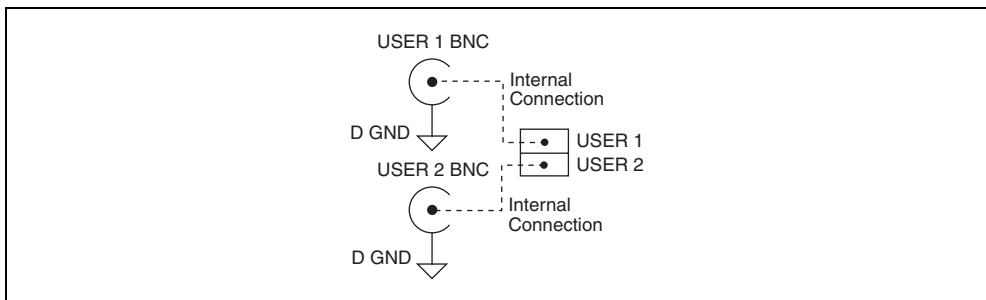 USER 1 BNC
Internal
Connection
D GND
USER 1
USER 2
USER 2 BNC
Internal
Connection
D GND